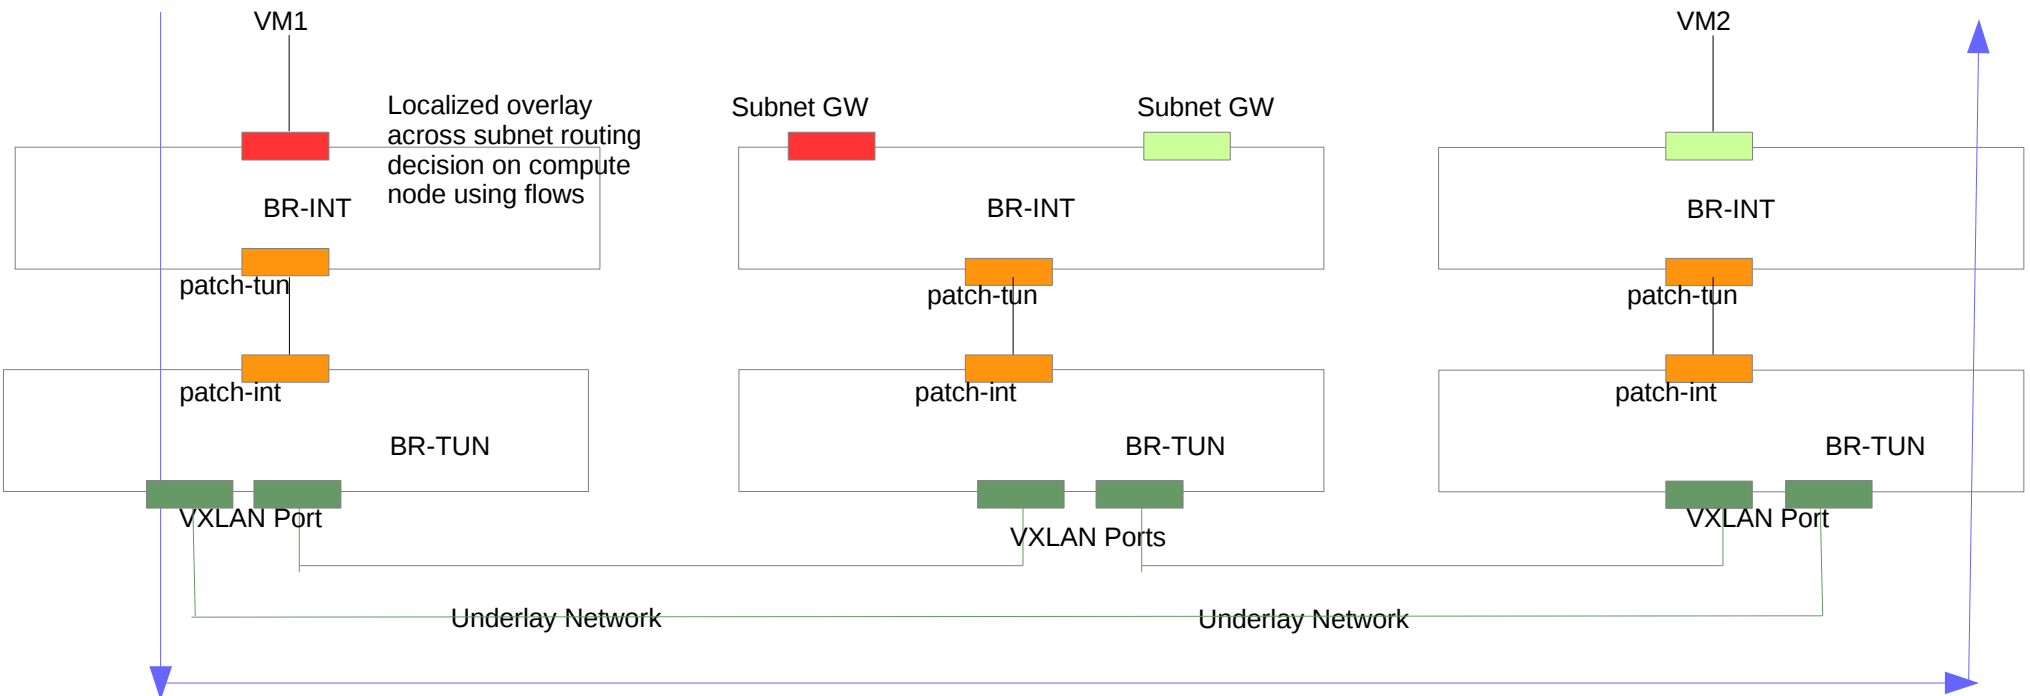 VM1
VM2
Localized overlay
across subnet routing
decision on compute
node using flows
Subnet GW
Subnet GW
BR-INT
BR-INT
BR-INT
patch-tun
patch-tun
patch-tun
patch-int
patch-int
patch-int
BR-TUN
BR-TUN
BR-TUN
VXLAN Port
VXLAN Ports
VXLAN Port
Underlay Network
Underlay Network